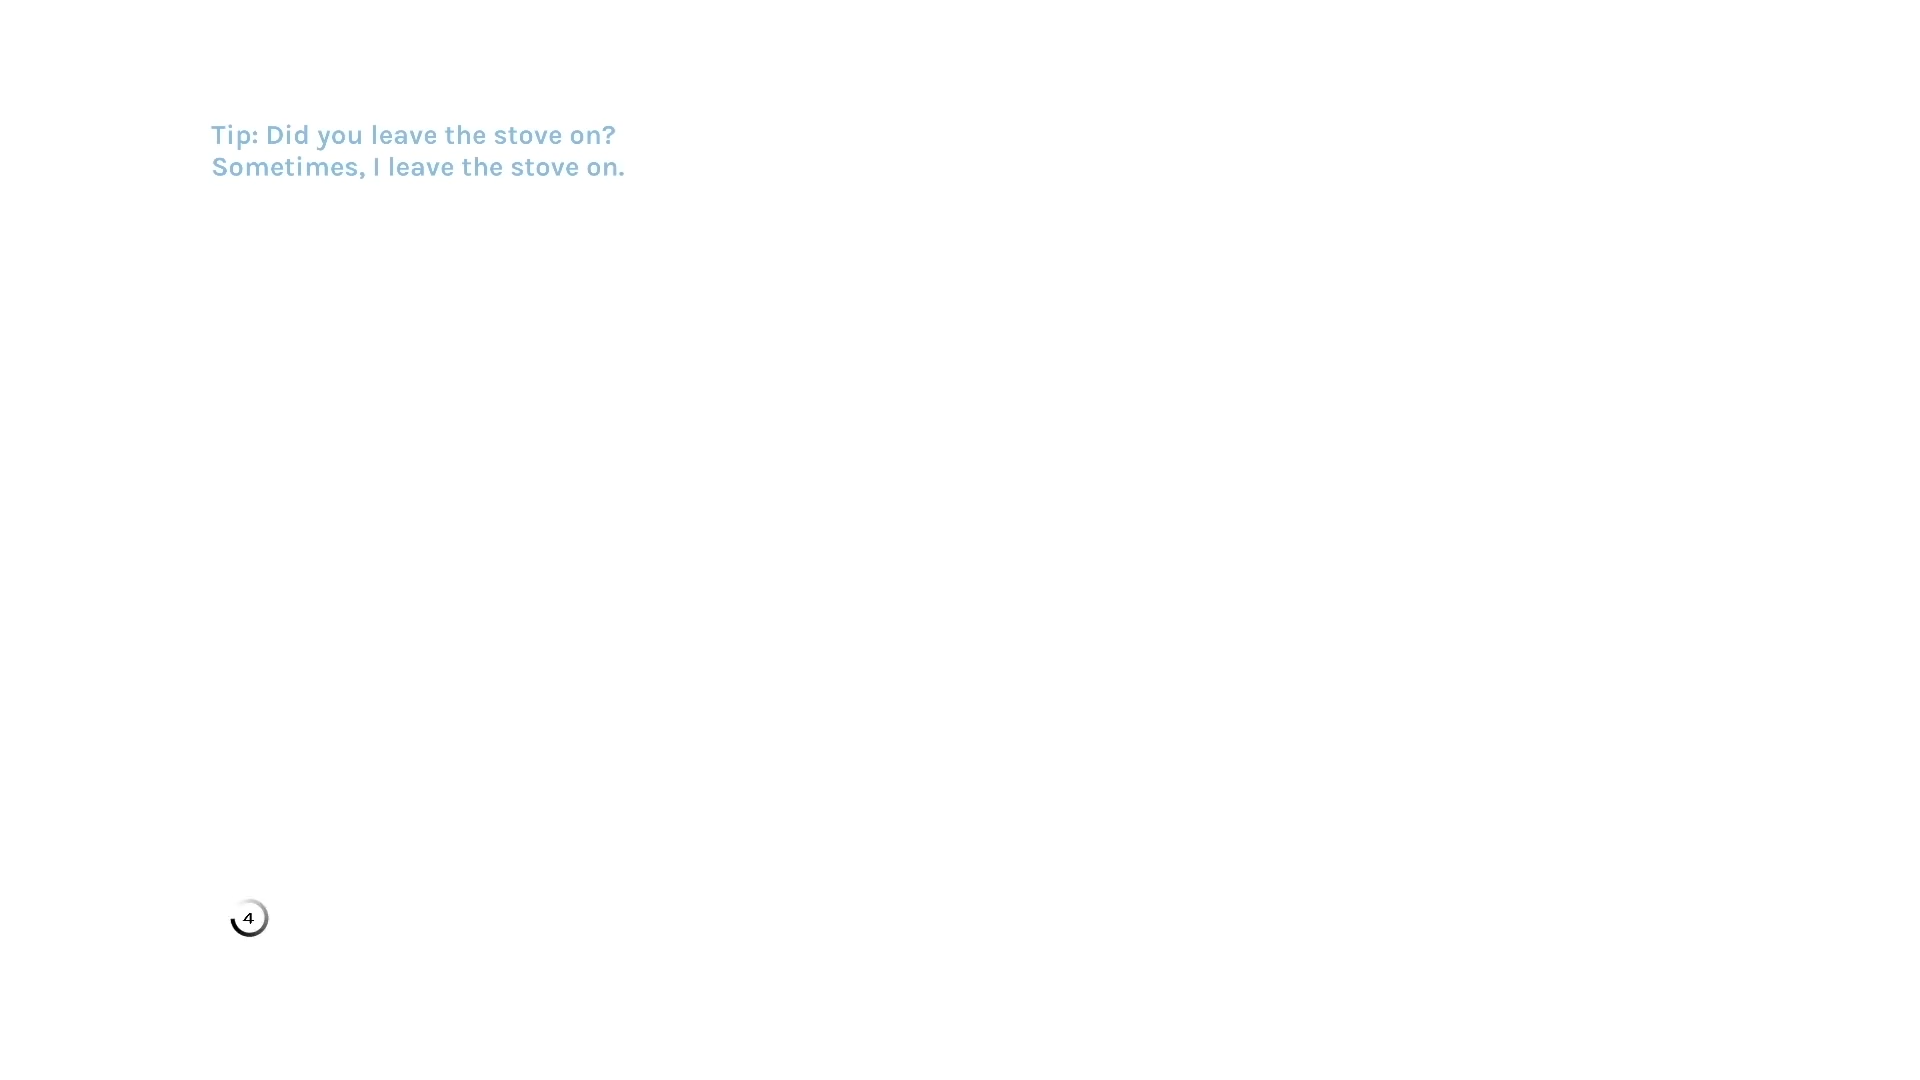 Tip: Did you leave the stove on?
Sometimes, I leave the stove on.
4